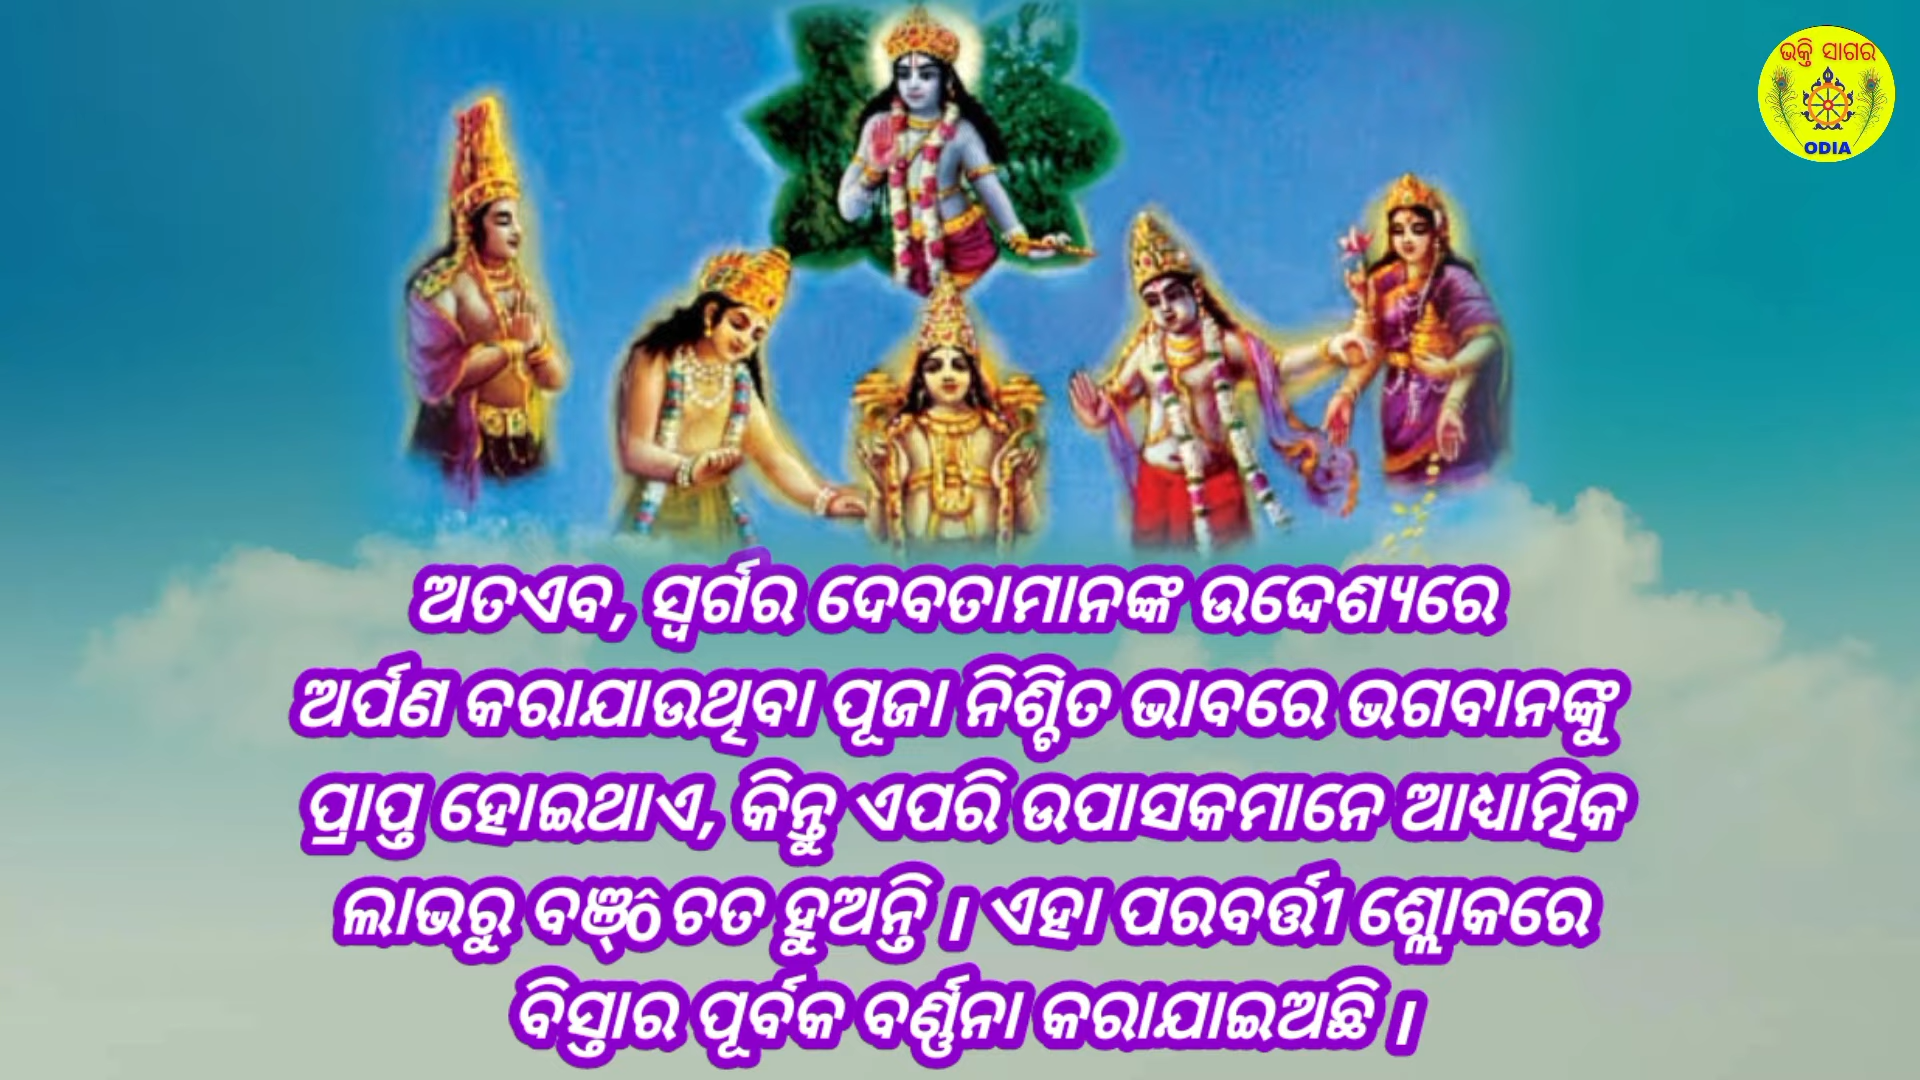 ଭକ୍ତି ସାଗର
ODIA
ଅତଏବ, ସ୍ୱର୍ଗର ଦେବତାମାନଙ୍କ ଉଦ୍ଦେଶ୍ୟରେ
ଅର୍ପଣ କରାଯାଉଥିବା ପୂଜା ନିଶ୍ଚିତ ଭାବରେ ଭଗବାନଙ୍କୁ
ପ୍ରାପ୍ତ ହୋଇଥାଏ, କିନ୍ତୁ ଏପରି ଉପାସକମାନେ ଆଧ୍ୟାତ୍ମିକ
ଲାଭରୁ ବଞ୍ôଚତ ହୁଅନ୍ତି । ଏହା ପରବର୍ତ୍ତୀ ଶ୍ଳୋକରେ
ବିସ୍ତାର ପୂର୍ବକ ବର୍ଣ୍ଣନା କରାଯାଇଅଛି ।